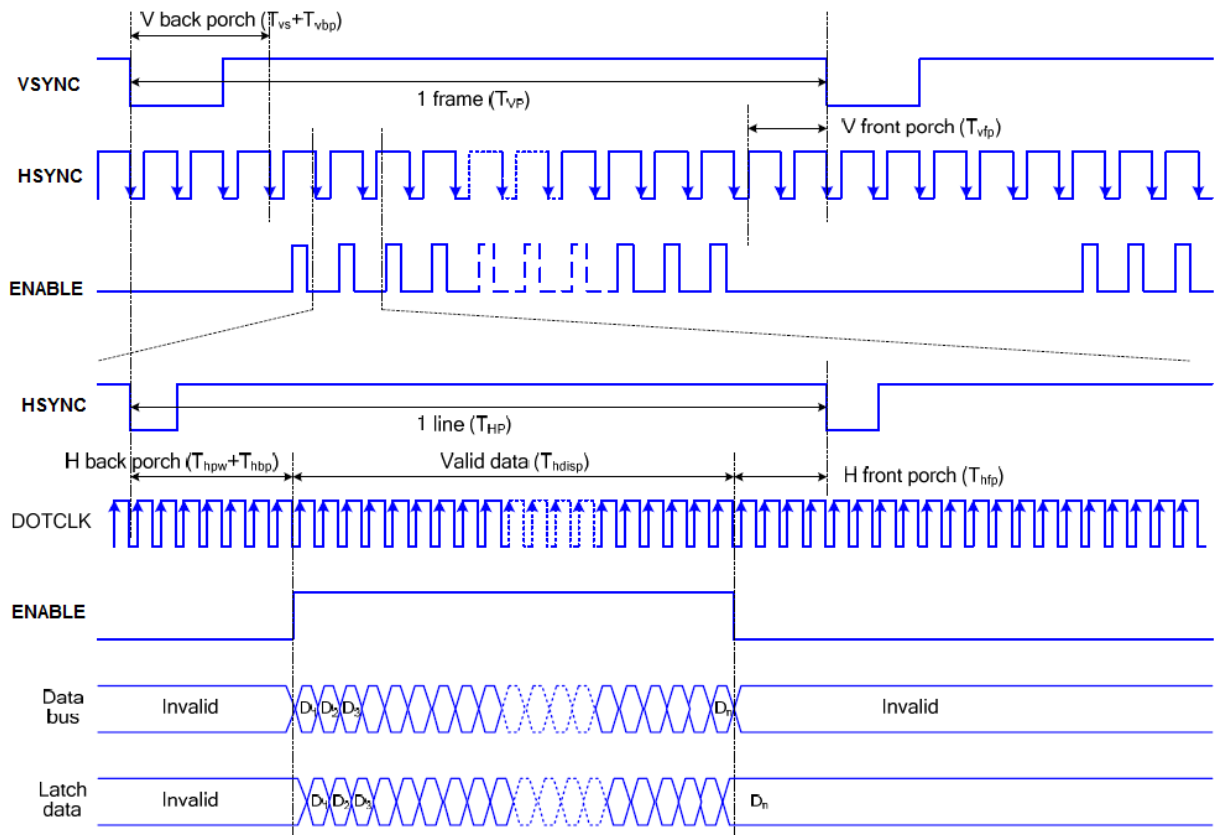 V back porch (Tvs+Tvbp)
VSYNC
1 frame (TVP)
V front porch (Tvfp)
HSYNC
ENABLE
HSYNC
1 line (THP)
H back porch (Thpw+Thbp)
Valid data (Thdisp)
H front porch (Thfp)
DOTCLK
ENABLE
Data bus
Invalid
D1 D2 D3
Dn
Invalid
Latch data
Invalid
D1 D2 D3
Dn